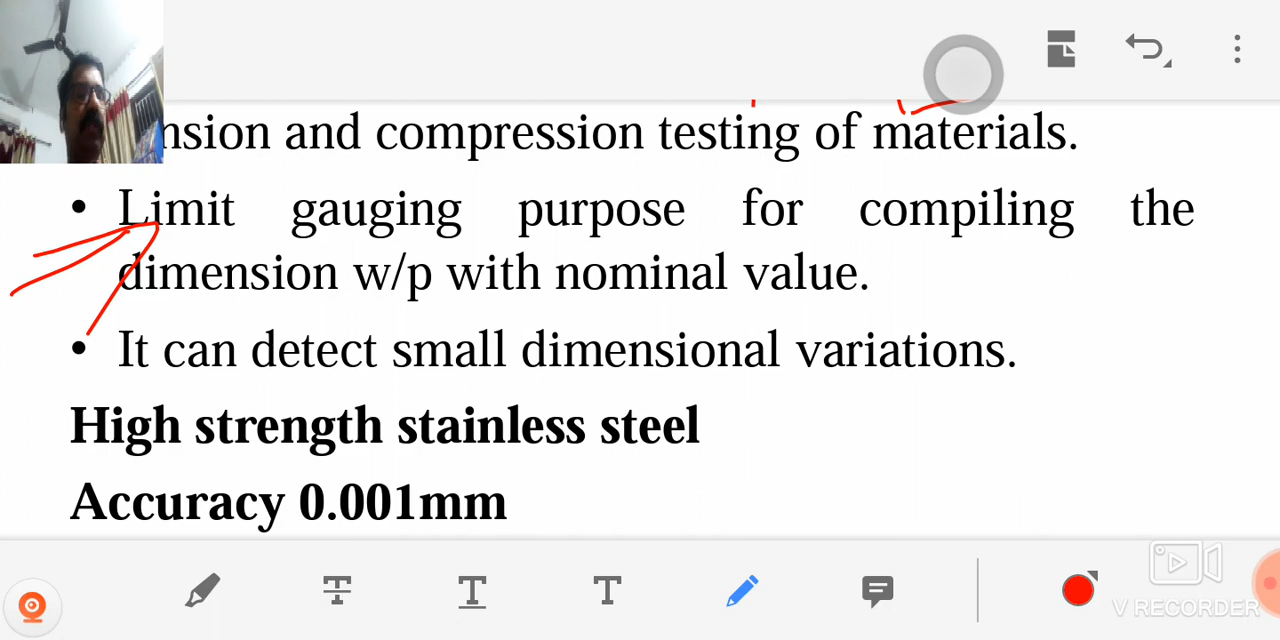 nsion and compression testing of materials.
• Limit gauging purpose for compiling the
dimension w/p with nominal value.
• It can detect small dimensional variations.
High strength stainless steel
Accuracy 0.001mm
V RECORDER